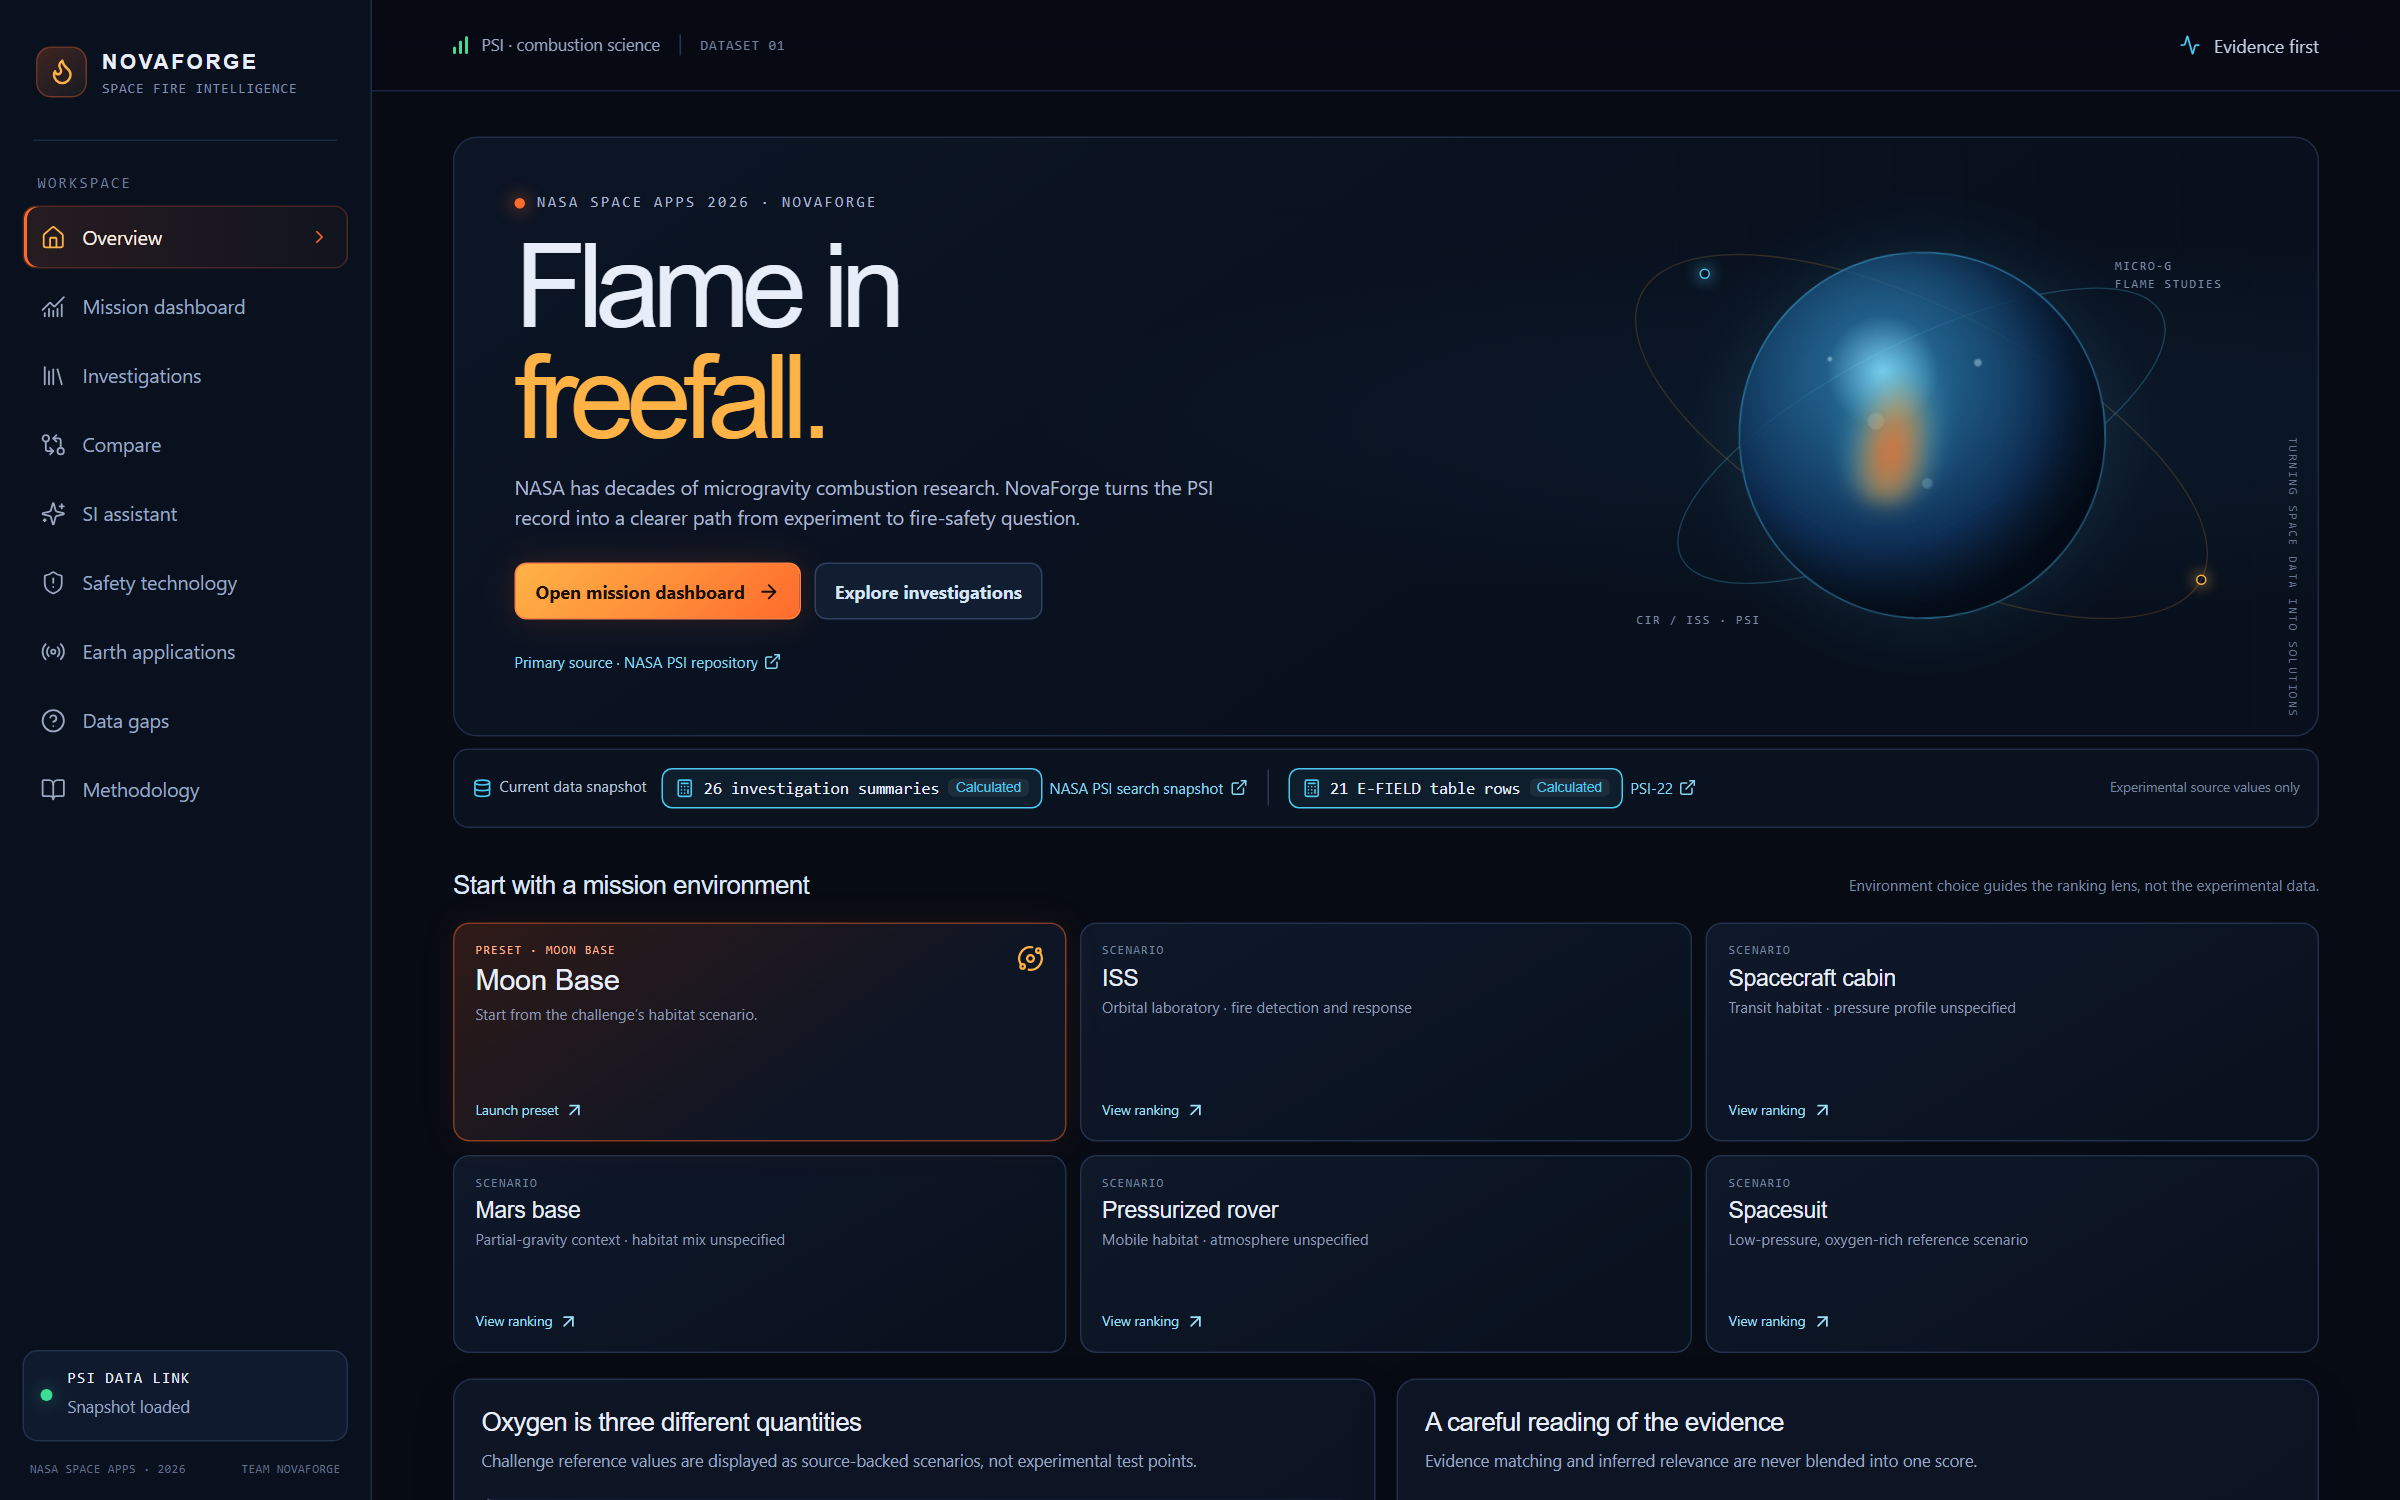 NOVAFORGE
SPACE FIRE INTELLIGENCE
WORKSPACE
Overview
Mission dashboard
Investigations
Compare
SI assistant
Safety technology
Earth applications
Data gaps
Methodology
PSI DATA LINK
Snapshot loaded
NASA SPACE APPS · 2026
TEAM NOVAFORGE
PSI · combustion science
DATASET 01
Evidence first
NASA SPACE APPS 2026 · NOVAFORGE
Flame in
freefall.
NASA has decades of microgravity combustion research. NovaForge turns the PSI
record into a clearer path from experiment to fire-safety question.
Open mission dashboard
Explore investigations
Primary source · NASA PSI repository
MICRO-G
FLAME STUDIES
CIR / ISS · PSI
TURNING SPACE DATA INTO SOLUTIONS
Current data snapshot
26 investigation summaries Calculated
NASA PSI search snapshot
21 E-FIELD table rows Calculated
PSI-22
Experimental source values only
Start with a mission environment
Environment choice guides the ranking lens, not the experimental data.
PRESET · MOON BASE
Moon Base
Start from the challenge's habitat scenario.
Launch preset
SCENARIO
ISS
Orbital laboratory · fire detection and response
View ranking
SCENARIO
Spacecraft cabin
Transit habitat · pressure profile unspecified
View ranking
SCENARIO
Mars base
Partial-gravity context · habitat mix unspecified
View ranking
SCENARIO
Pressurized rover
Mobile habitat · atmosphere unspecified
View ranking
SCENARIO
Spacesuit
Low-pressure, oxygen-rich reference scenario
View ranking
Oxygen is three different quantities
Challenge reference values are displayed as source-backed scenarios, not experimental test points.
A careful reading of the evidence
Evidence matching and inferred relevance are never blended into one score.